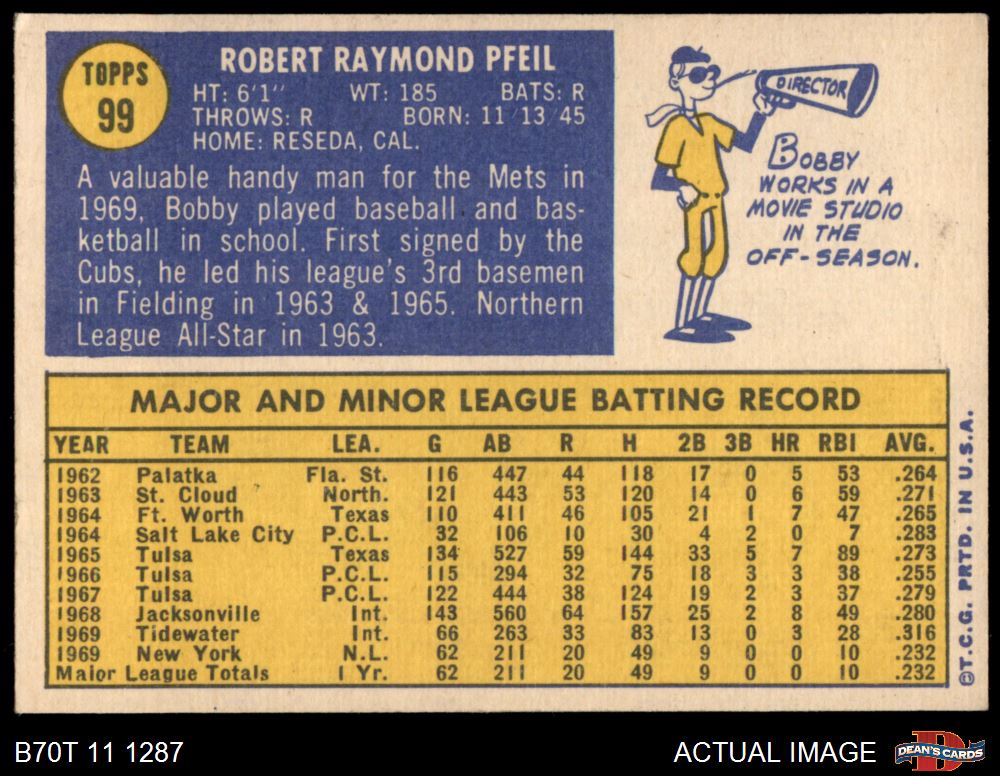 TOPPS
99
ROBERT RAYMOND PFEIL
HT: 6'1" WT: 185 BATS: R
THROWS: R BORN: 11 13 45
HOME: RESEDA, CAL.
A valuable handy man for the Mets in
1969, Bobby played baseball and bas-
ketball in school. First signed by the
Cubs, he led his league's 3rd basemen
in Fielding in 1963 & 1965. Northern
League All-Star in 1963.
DIRECTOR
BOBBY
WORKS IN A
MOVIE STUDIO
IN THE
OFF-SEASON.
MAJOR AND MINOR LEAGUE BATTING RECORD
YEAR TEAM LEA. G AB R H 2B 3B HR RBI AVG.
1962 Palatka Fla. St. 116 447 44 118 17 0 5 53 .264
1963 St. Cloud North. 121 443 53 120 14 0 6 59 .271
1964 Ft. Worth Texas 110 411 46 105 21 1 7 47 .265
1964 Salt Lake City P.C.L. 32 106 10 30 4 2 0 7 .283
1965 Tulsa Texas 134 527 59 144 33 5 7 89 .273
1966 Tulsa P.C.L. 115 294 32 75 18 3 3 38 .255
1967 Tulsa P.C.L. 122 444 38 124 19 2 3 37 .279
1968 Jacksonville Int. 143 560 64 157 25 2 8 49 .280
1969 Tidewater Int. 66 263 33 83 13 0 3 28 .316
1969 New York N.L. 62 211 20 49 9 0 0 10 .232
Major League Totals 1 Yr. 62 211 20 49 9 0 0 10 .232
©T.C.G. PRTD. IN U.S.A.
B70T 11 1287
ACTUAL IMAGE
DEAN'S CARDS